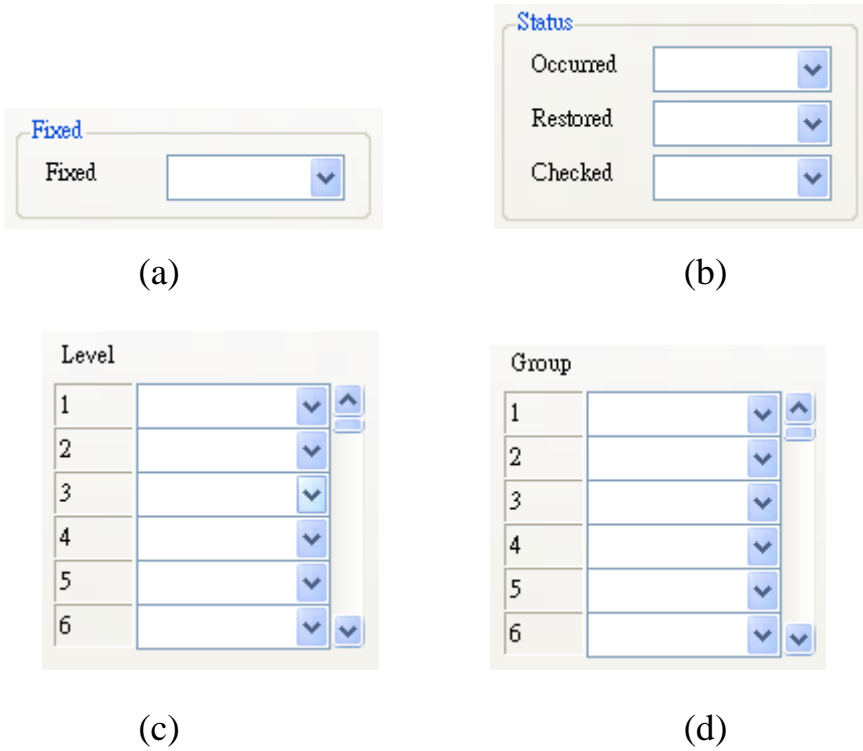 Fixed
Fixed
(a)
Status
Occurred
Restored
Checked
(b)
Level
1
2
3
4
5
6
(c)
Group
1
2
3
4
5
6
(d)